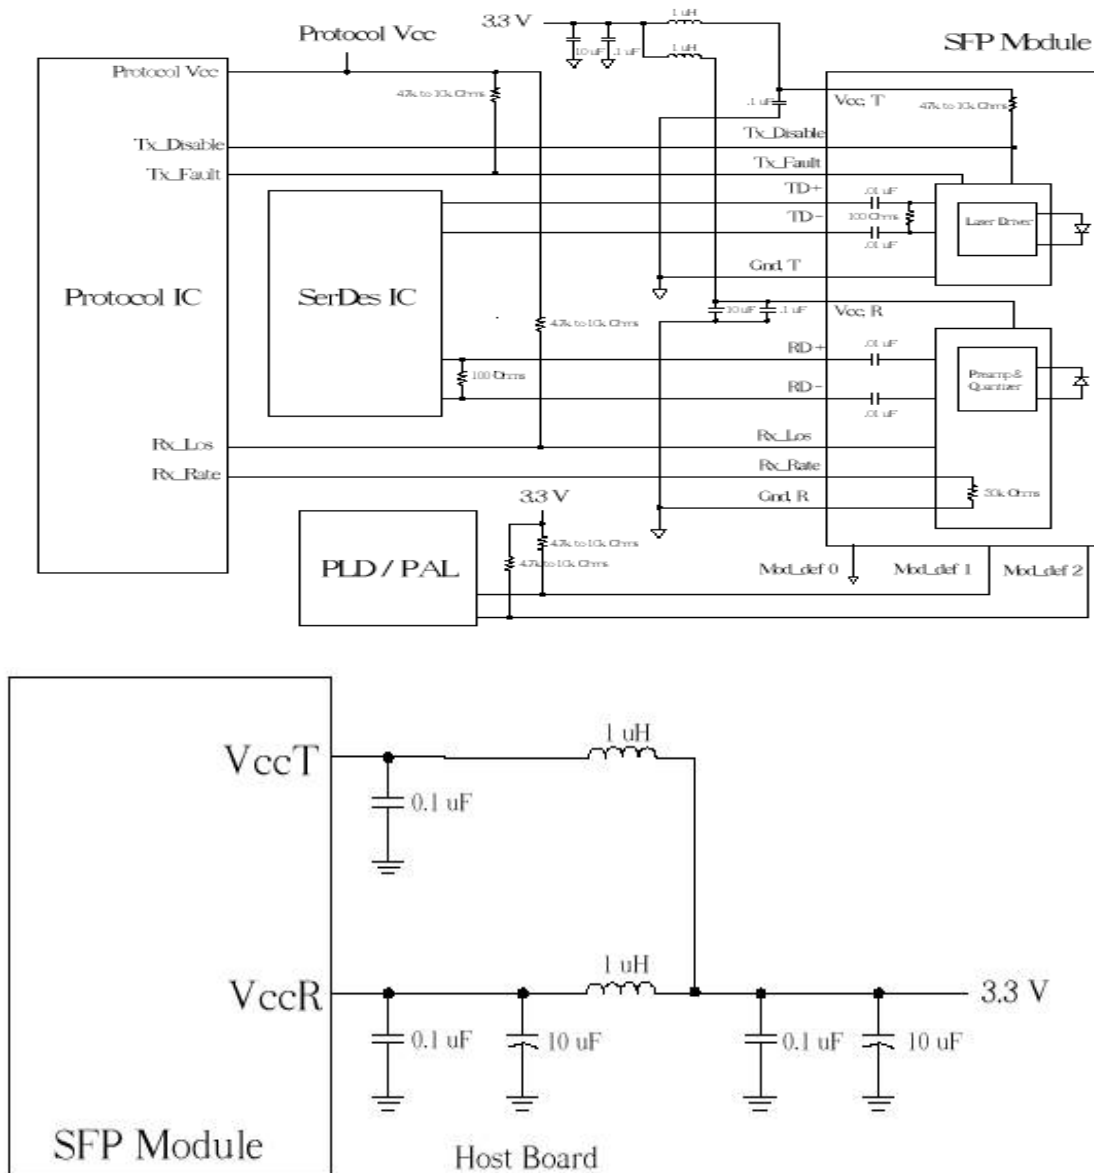 3.3 V
1 uH
Protocol Vcc
10 uF
.1 uF
1 uH
SFP Module
Protocol Vcc
47k to 10k Ohms
.1 uF
Vcc, T
47k to 10k Ohms
Tx_Disable
Tx_Disable
Tx_Fault
Tx_Fault
TD+
.01 uF
TD-
100 Ohms
Laser Driver
.01 uF
Gnd, T
Protocol IC
SerDes IC
10 uF
.1 uF
Vcc, R
4.7k to 10k Ohms
RD+
.01 uF
100 Ohms
Preamp &
Quantizer
RD-
.01 uF
Rx_Los
Rx_Los
Rx_Rate
Rx_Rate
3.3 V
Gnd, R
30k Ohms
4.7k to 10k Ohms
4.7k to 10k Ohms
PLD / PAL
Mod_def 0
Mod_def 1
Mod_def 2
1 uH
VccT
0.1 uF
1 uH
VccR
3.3 V
0.1 uF
10 uF
0.1 uF
10 uF
SFP Module
Host Board